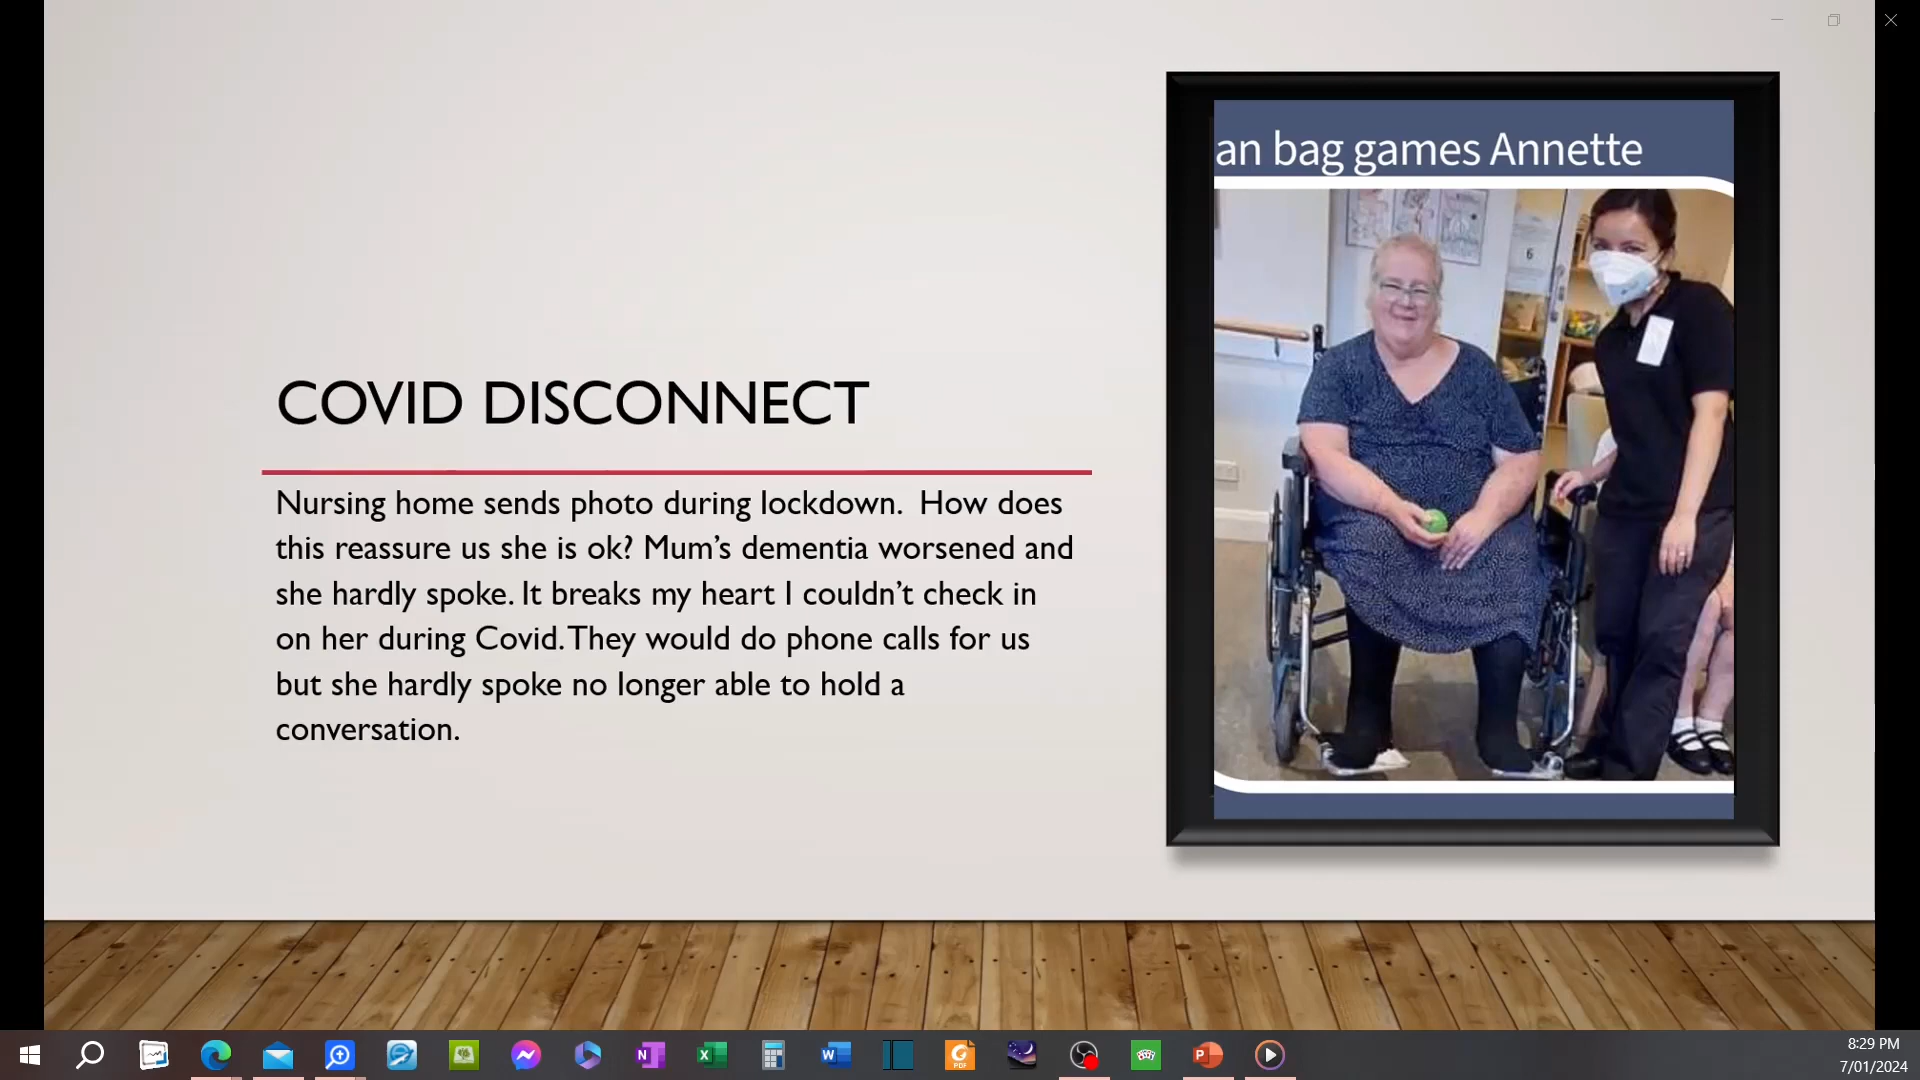 an bag games Annette
6
COVID DISCONNECT
Nursing home sends photo during lockdown.  How does
this reassure us she is ok? Mum’s dementia worsened and
she hardly spoke. It breaks my heart I couldn’t check in
on her during Covid. They would do phone calls for us
but she hardly spoke no longer able to hold a
conversation.
8:29 PM
7/01/2024